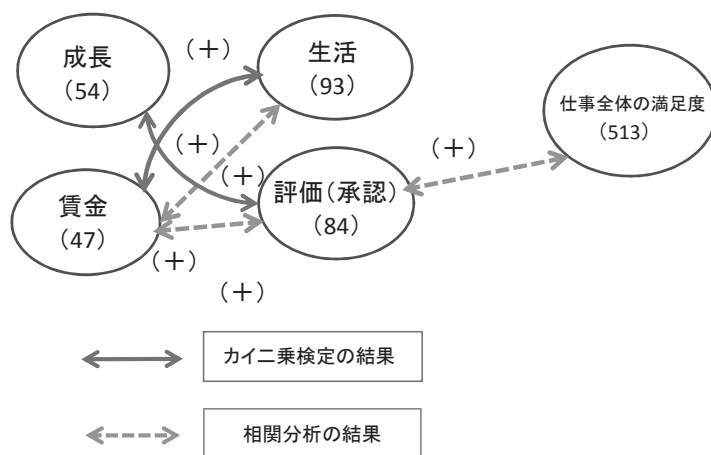 成長
(54)
(+)
生活
(93)
仕事全体の満足度
(513)
(+)
(+)
(+)
賃金
(47)
評価(承認)
(84)
(+)
(+)
カイ二乗検定の結果
相関分析の結果